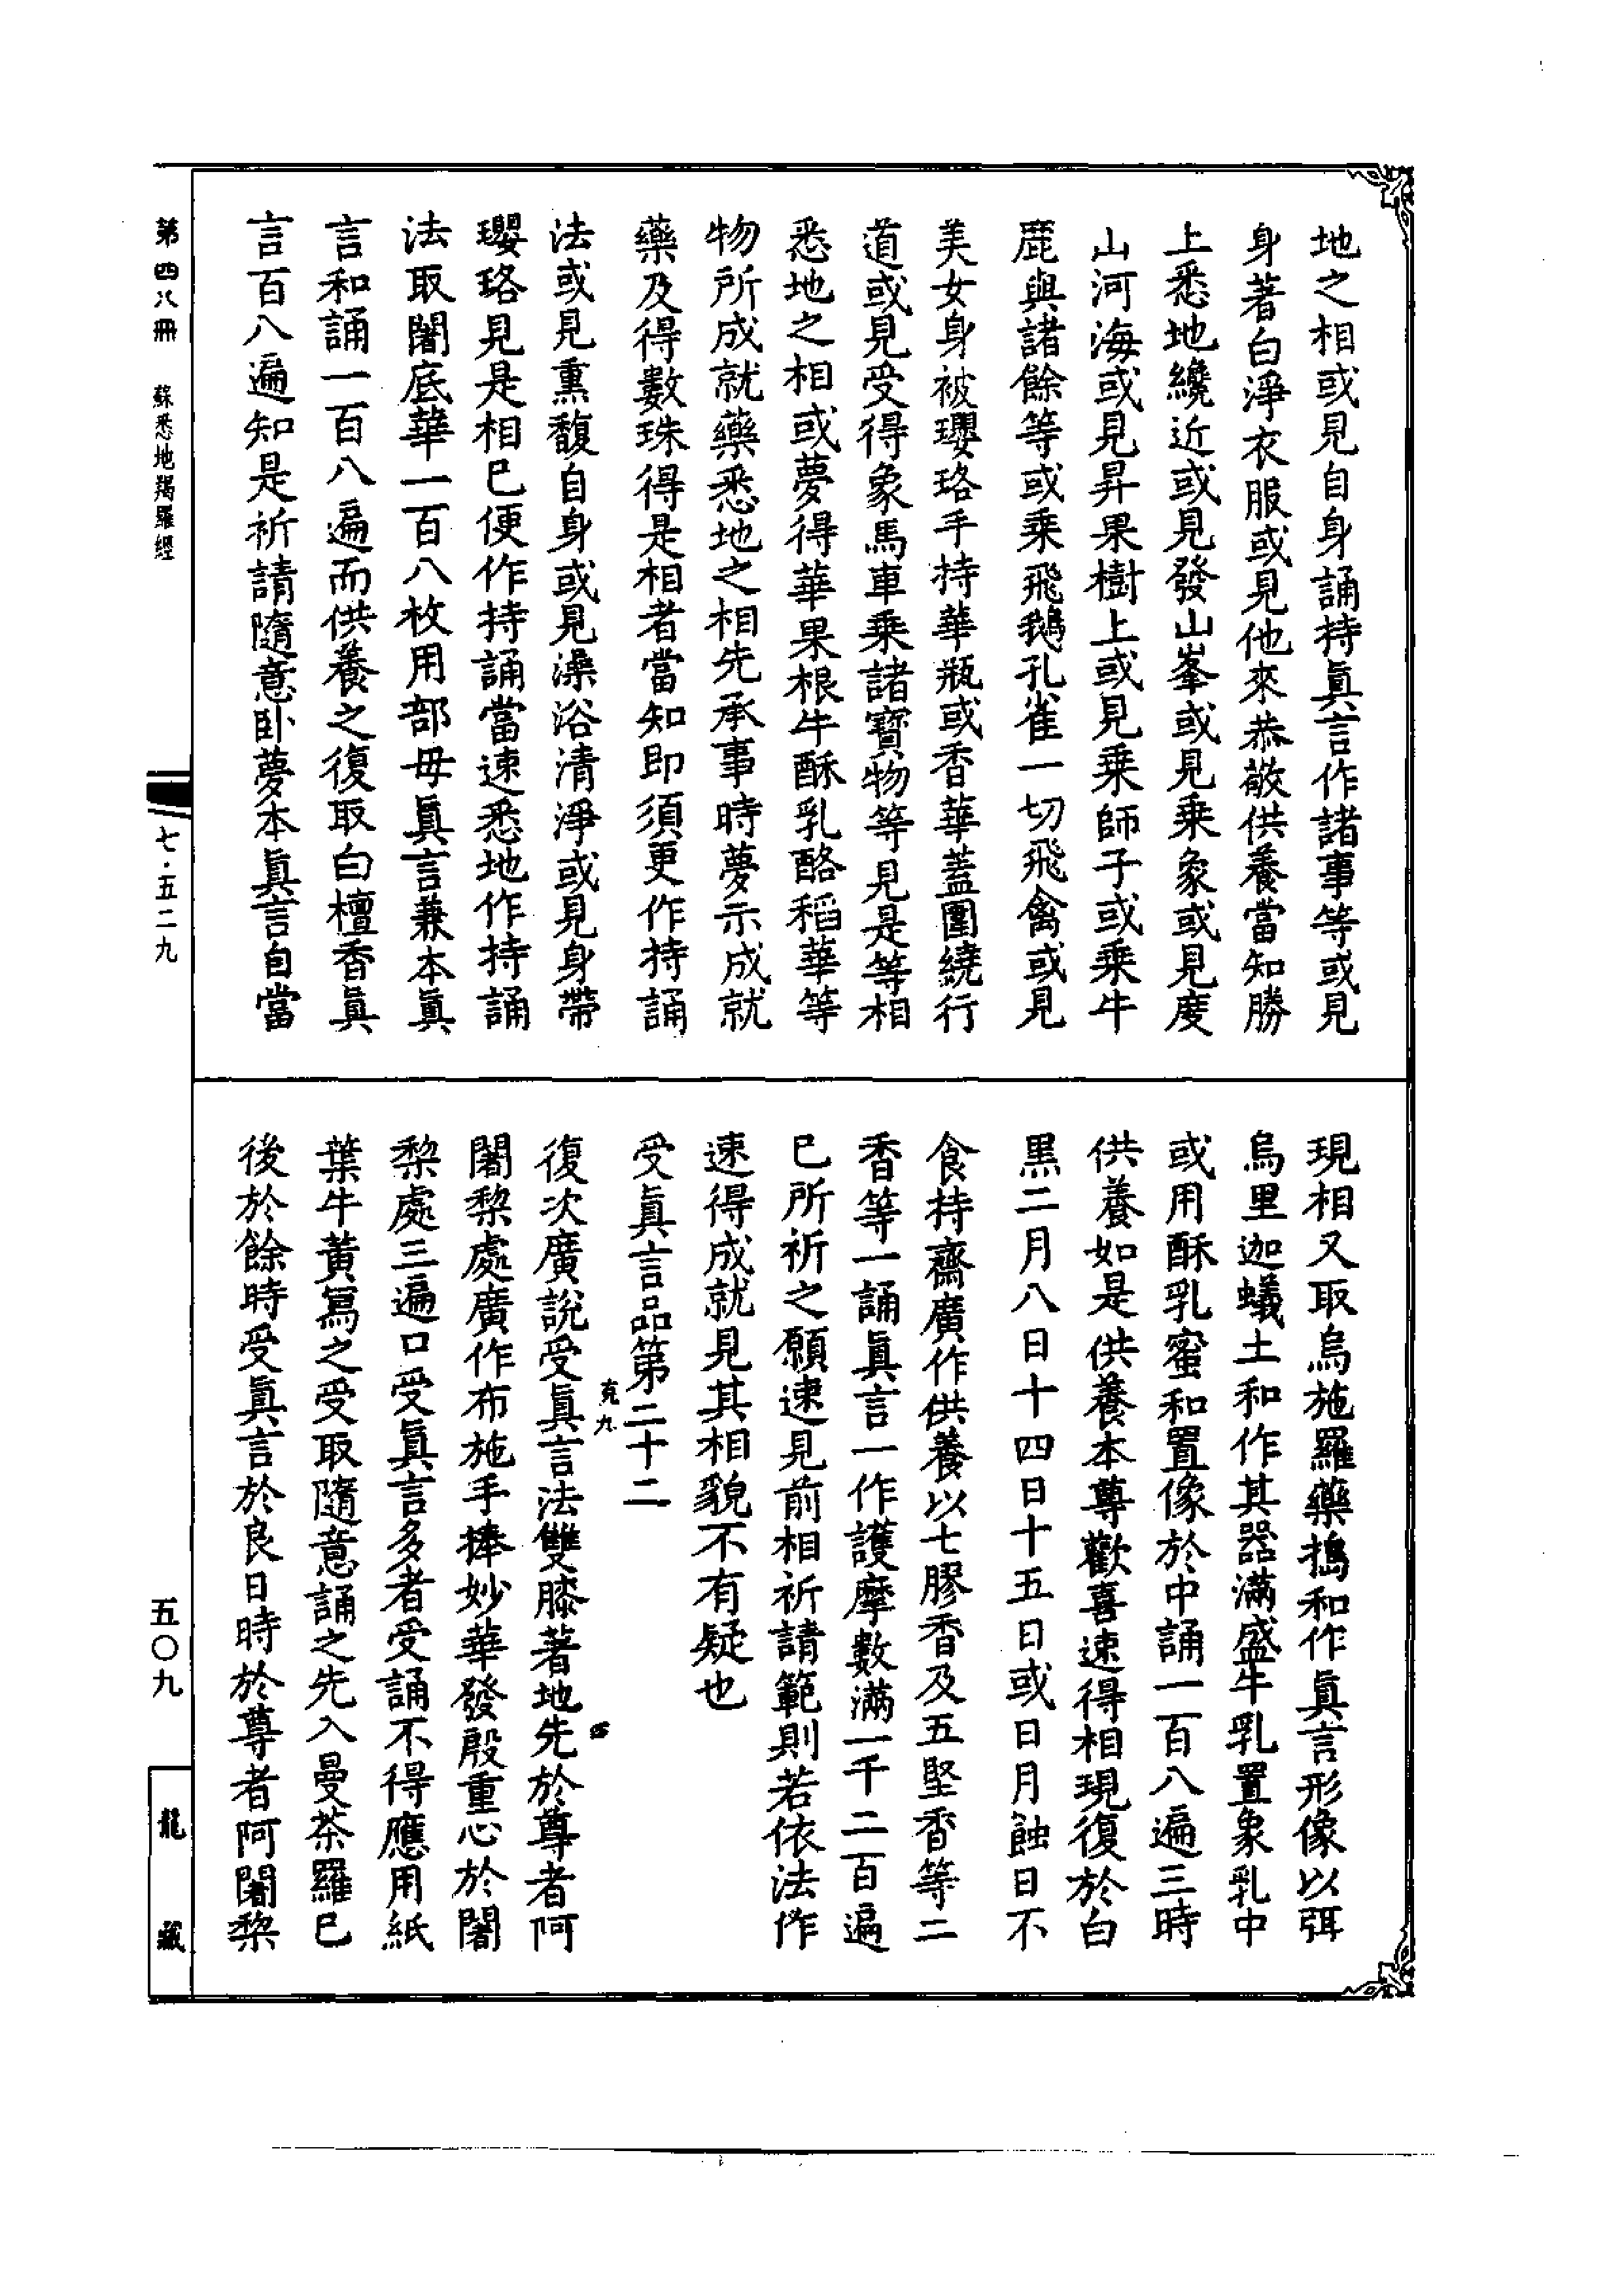 地之相或見自身誦持眞言作諸事等或見
身著白淨衣服或見他來恭敬供養當知勝
上悉地纔近或見發山峯或見乘象或見度
山河海或見昇果樹上或見乘師子或乘牛
鹿與諸餘等或乘飛鵝孔雀一切飛禽或見
美女身被瓔珞手持華瓶或香華蓋圍繞行
道或見受得象馬車乘諸寶物等見是等相
悉地之相或夢得華果根牛酥乳酪稻華等
物所成就藥悉地之相先承事時夢示成就
藥及得數珠得是相者當知即須更作持誦
法或見熏馥自身或見澡浴清淨或見身帶
瓔珞見是相巳便作持誦當速悉地作持誦
法取闍底華一百八枚用部母眞言兼本眞
言和誦一百八遍而供養之復取白檀香眞
言百八遍知是祈請隨意卧夢本眞言自當
現相又取烏施羅藥擣和作眞言形像以弭
烏里迦蟻土和作其器滿盛牛乳置象乳中
或用酥乳蜜和置像於中誦一百八遍三時
供養如是供養本尊歡喜速得相現復於白
黑二月八日十四日十五日或日月蝕日不
食持齋廣作供養以七膠香及五堅香等二
香等一誦眞言一作護摩數滿一千二百遍
巳所祈之願速見前相祈請範則若依法作
速得成就見其相貌不有疑也
受眞言品第二十二
克九
四
復次廣說受眞言法雙膝著地先於尊者阿
闍黎處廣作布施手捧妙華發殷重心於闍
黎處三遍口受眞言多者受誦不得應用紙
葉牛黃寫之受取隨意誦之先入曼茶羅巳
後於餘時受眞言於良日時於尊者阿闍黎
第四八冊 蘇悉地羯羅經
七·五二九
五〇九
龍藏